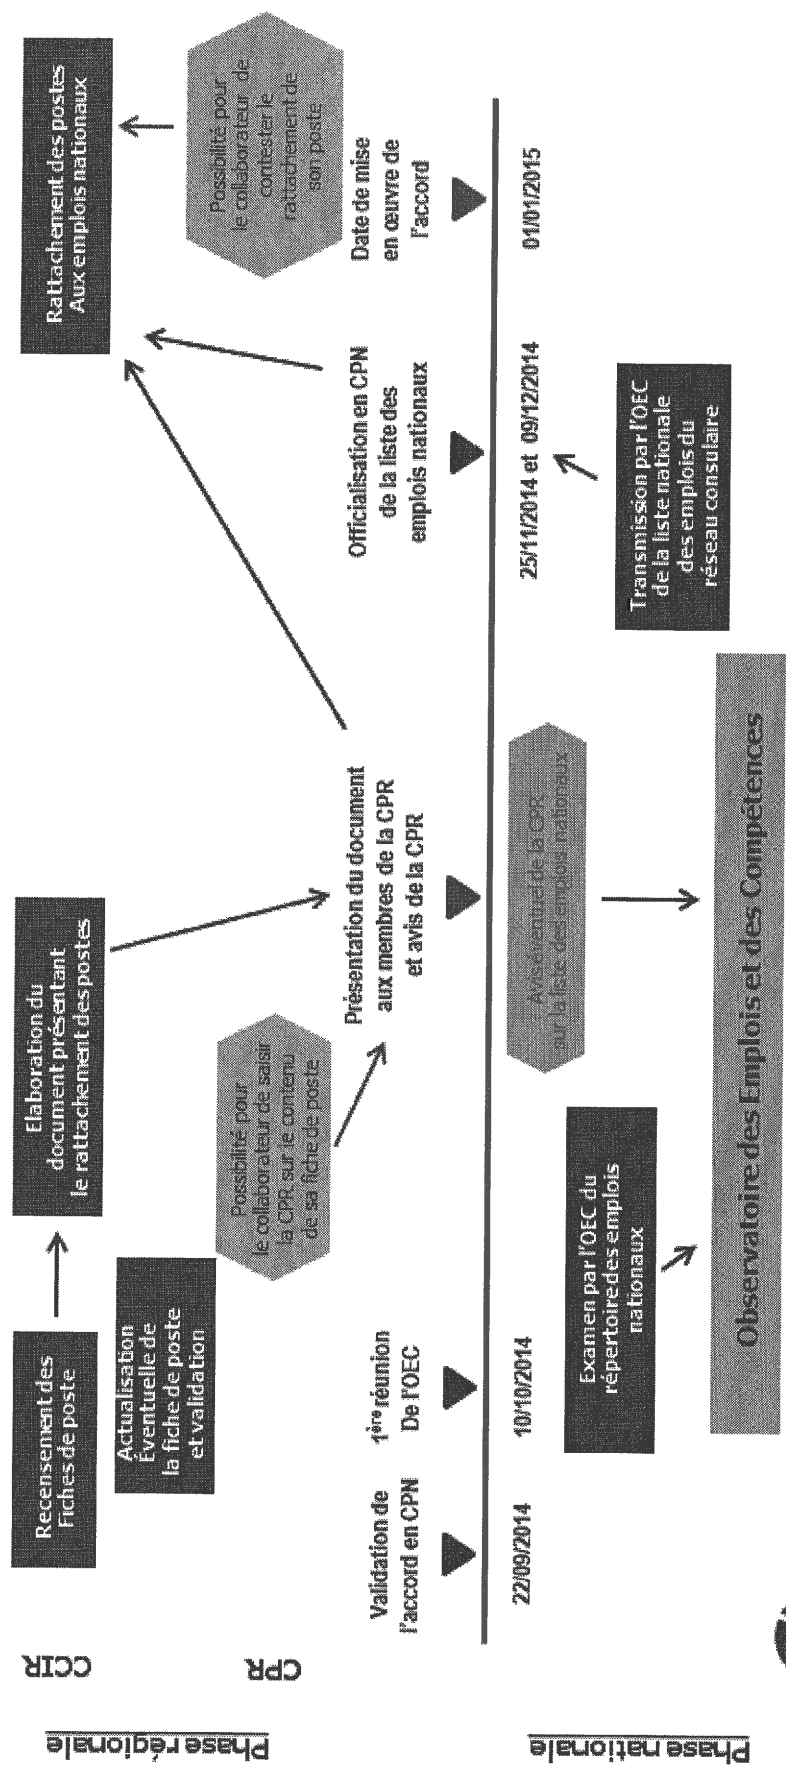 Phase régionale
CCIR
CPR
Recensement des
Fiches de poste
Actualisation
Éventuelle de
la fiche de poste
et validation
Elaboration du
document présentant
le rattachement des postes
Rattachement des postes
Aux emplois nationaux
Possibilité pour
le collaborateur de saisir
la CPR sur le contenu
de sa fiche de poste
Possibilité pour
le collaborateur de
contester le
rattachement de
son poste
Validation de
l'accord en CPN
1ère réunion
De l'OEC
Présentation du document
aux membres de la CPR
et avis de la CPR
Officialisation en CPN
de la liste des
emplois nationaux
Date de mise
en œuvre de
l'accord
22/09/2014
10/10/2014
25/11/2014 et 09/12/2014
01/01/2015
Phase nationale
Examen par l'OEC du
répertoire des emplois
nationaux
Avis éventuel de la CPR
sur la liste des emplois nationaux
Transmission par l'OEC
de la liste nationale
des emplois du
réseau consulaire
Observatoire des Emplois et des Compétences